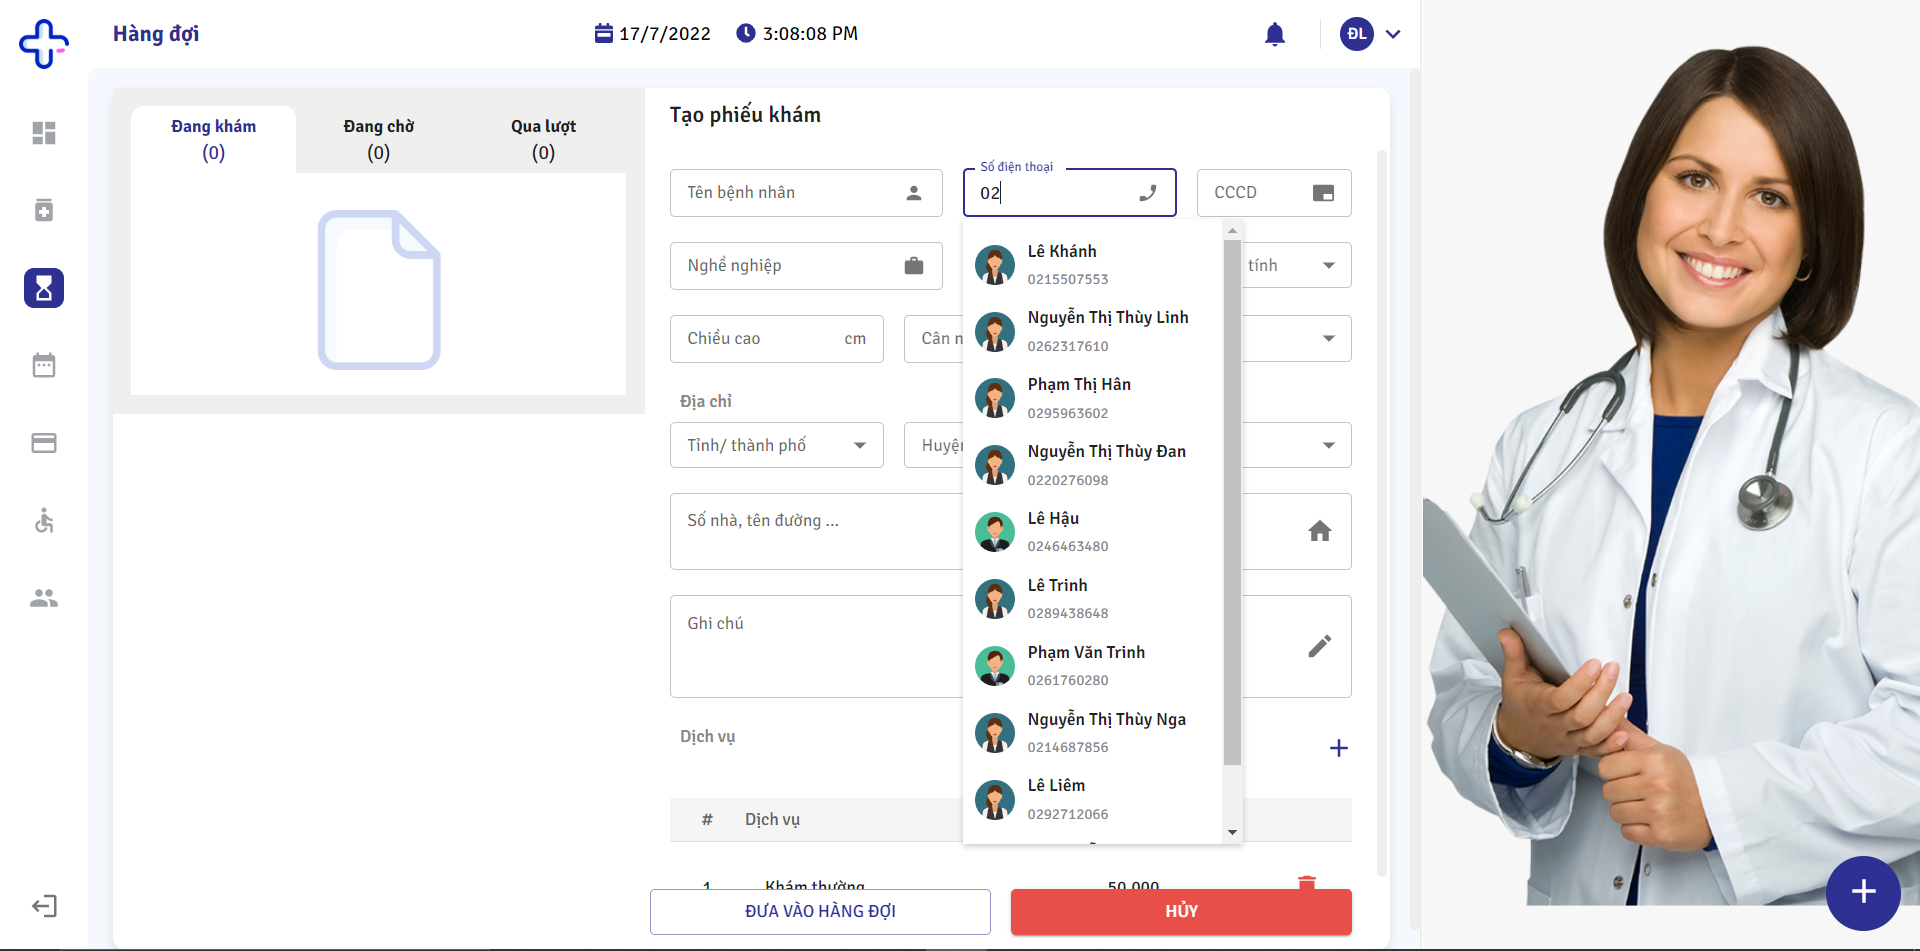 Hàng đợi
17/7/2022
3:08:08 PM
ĐL
Đang khám
(0)
Đang chờ
(0)
Qua lượt
(0)
Tạo phiếu khám
Tên bệnh nhân
Số điện thoại
02
CCCD
Nghề nghiệp
tính
Chiều cao
cm
Cân n
Địa chỉ
Tỉnh/ thành phố
Huyện
Số nhà, tên đường ...
Ghi chú
Dịch vụ
Lê Khánh
0215507553
Nguyễn Thị Thùy Linh
0262317610
Phạm Thị Hân
0295963602
Nguyễn Thị Thùy Đan
0220276098
Lê Hậu
0246463480
Lê Trinh
0289438648
Phạm Văn Trinh
0261760280
Nguyễn Thị Thùy Nga
0214687856
Lê Liêm
0292712066
# Dịch vụ
1 Khám thường 50,000
ĐƯA VÀO HÀNG ĐỢI
HỦY